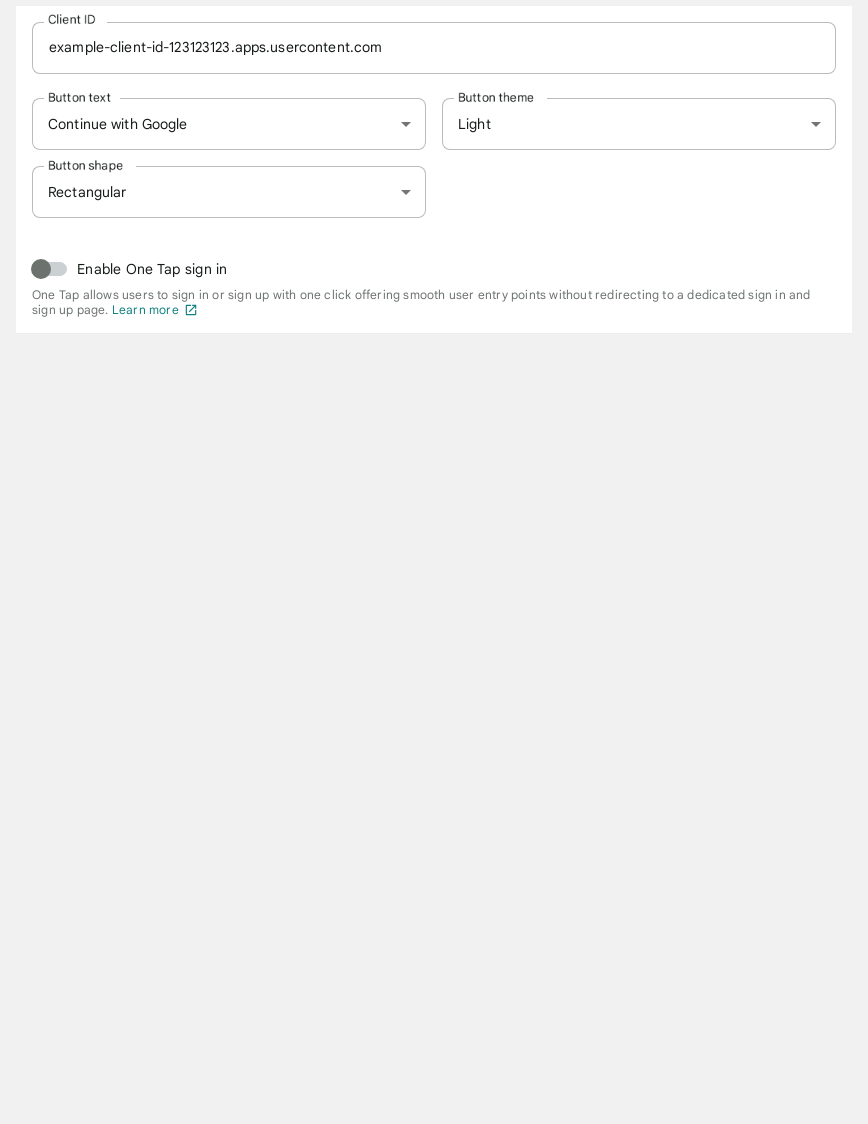 Client ID
example-client-id-123123123.apps.usercontent.com
Button text
Continue with Google
Button theme
Light
Button shape
Rectangular
Enable One Tap sign in
One Tap allows users to sign in or sign up with one click offering smooth user entry points without redirecting to a dedicated sign in and
sign up page. Learn more